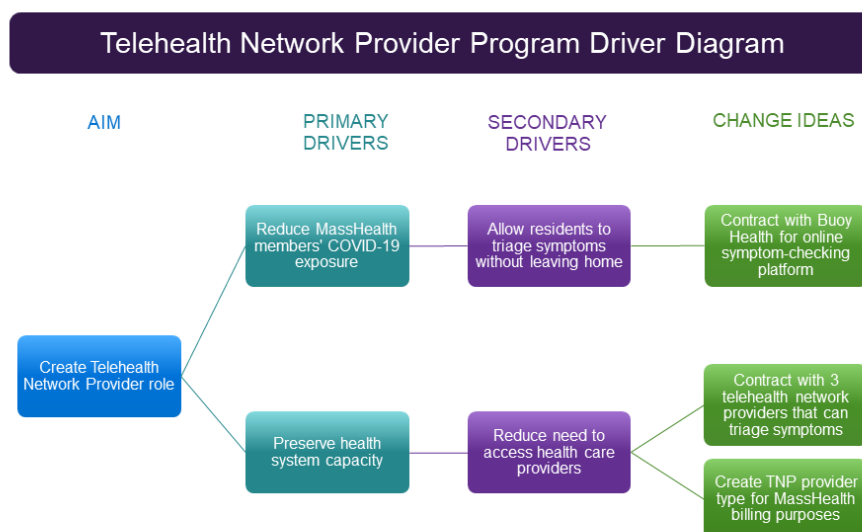 Telehealth Network Provider Program Driver Diagram
AIM
PRIMARY
DRIVERS
SECONDARY
DRIVERS
CHANGE IDEAS
Create Telehealth
Network Provider role
Reduce MassHealth
members' COVID-19
exposure
Allow residents to
triage symptoms
without leaving home
Contract with Buoy
Health for online
symptom-checking
platform
Preserve health
system capacity
Reduce need to
access health care
providers
Contract with 3
telehealth network
providers that can
triage symptoms
Create TNP provider
type for MassHealth
billing purposes